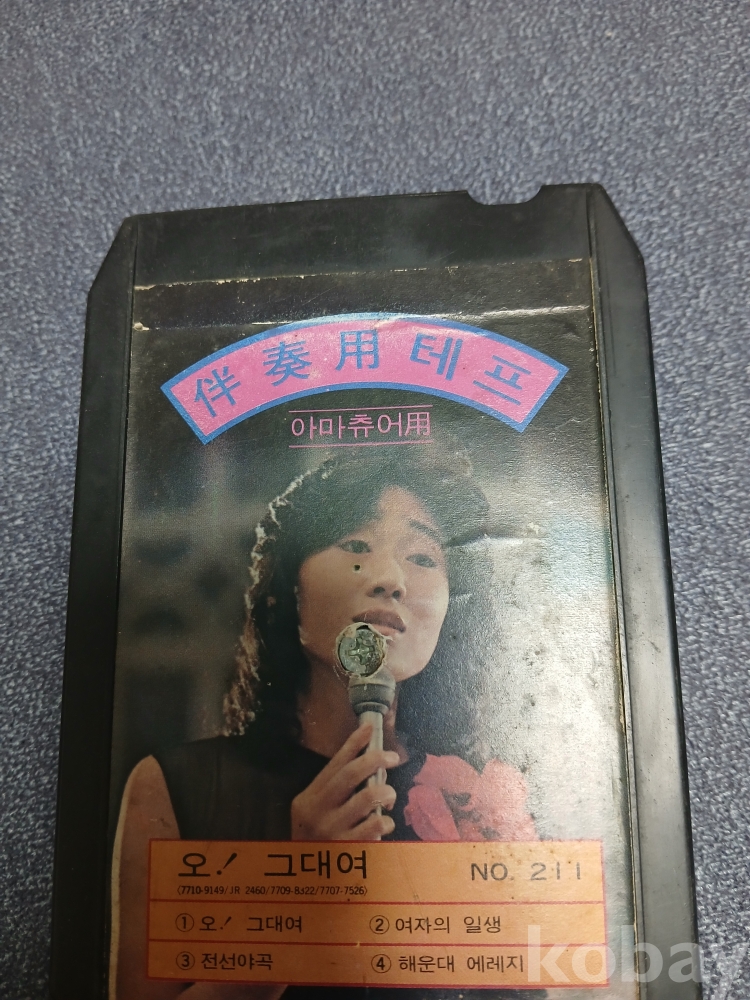 伴奏用테프
아마츄어用
오! 그대여 NO. 211
(7710-9149/JR 2460/7709-8322/7707-7526)
① 오! 그대여 ② 여자의 일생
③ 전선야곡 ④ 해운대 에레지
kobay